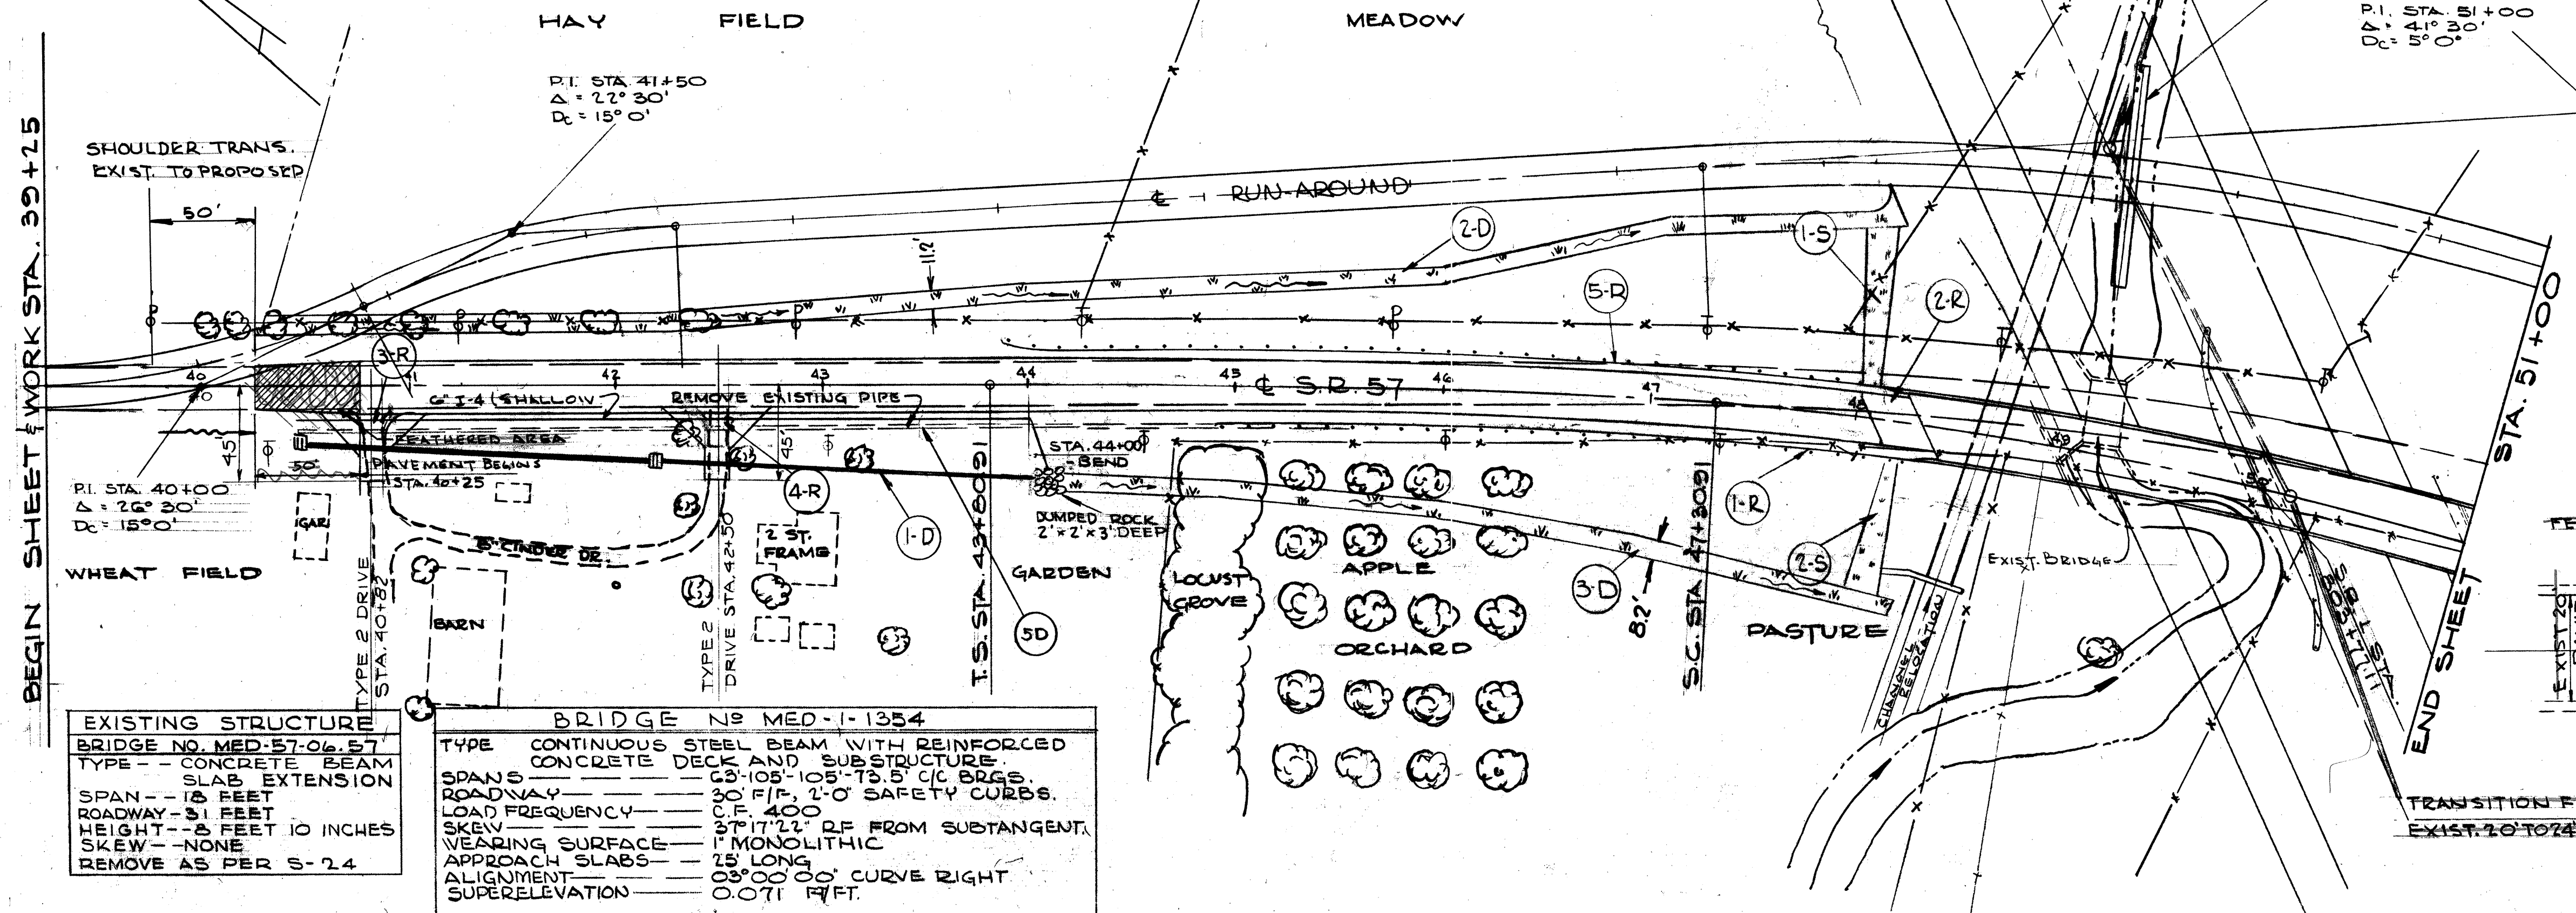 HAY FIELD
MEADOW
P.I. STA. 51+00
Δ = 41° 30'
Dc = 5° 0'
P.I. STA. 41+50
Δ = 22° 30'
Dc = 15° 0'
BEGIN SHEET & WORK STA. 39+25
SHOULDER TRANS.
EXIST. TO PROPOSED
50'
℄ RUN-AROUND
11.2'
2-D
1-S
5-R
2-R
3-R
40
41
42
43
44
45
46
47
48
49
℄ S.R. 57
6" I-4 (SHALLOW)
REMOVE EXISTING PIPE
FEATHERED AREA
45'
45'
50'
PAVEMENT BEGINS
STA. 40+25
STA. 44+00
BEND
P.I. STA. 40+00
Δ = 26° 30'
Dc = 15° 0'
GAR
4-R
1-D
DUMPED ROCK
2' x 2' x 3' DEEP
1-R
2-S
3-D
5D
8" CINDER DR.
2 ST.
FRAME
WHEAT FIELD
BARN
GARDEN
LOCUST
GROVE
APPLE
ORCHARD
8.2'
PASTURE
EXIST. BRIDGE
CHANNEL
RELOCATION
TYPE 2 DRIVE
STA. 40+82
TYPE 2
DRIVE STA. 42+50
T.S. STA. 43+80.91
S.C. STA. 47+30.91
END SHEET STA. 51+00
EXIST 20'
TRANSITION F
EXIST. 20' TO 24'
EXISTING STRUCTURE
BRIDGE NO. MED-57-06.57
TYPE -- CONCRETE BEAM
SLAB EXTENSION
SPAN -- 18 FEET
ROADWAY - 31 FEET
HEIGHT -- 8 FEET 10 INCHES
SKEW -- NONE
REMOVE AS PER S-24
BRIDGE Nº MED-1-1354
TYPE CONTINUOUS STEEL BEAM WITH REINFORCED
CONCRETE DECK AND SUBSTRUCTURE.
SPANS — 63'-105'-105'-73.5' C/C BRGS.
ROADWAY — 30' F/F, 2'-0" SAFETY CURBS.
LOAD FREQUENCY — C.F. 400
SKEW — 37°17'22" RF FROM SUBTANGENT
WEARING SURFACE — 1" MONOLITHIC
APPROACH SLABS — 25' LONG
ALIGNMENT — 03°00'00" CURVE RIGHT
SUPERELEVATION — 0.071 FT/FT.